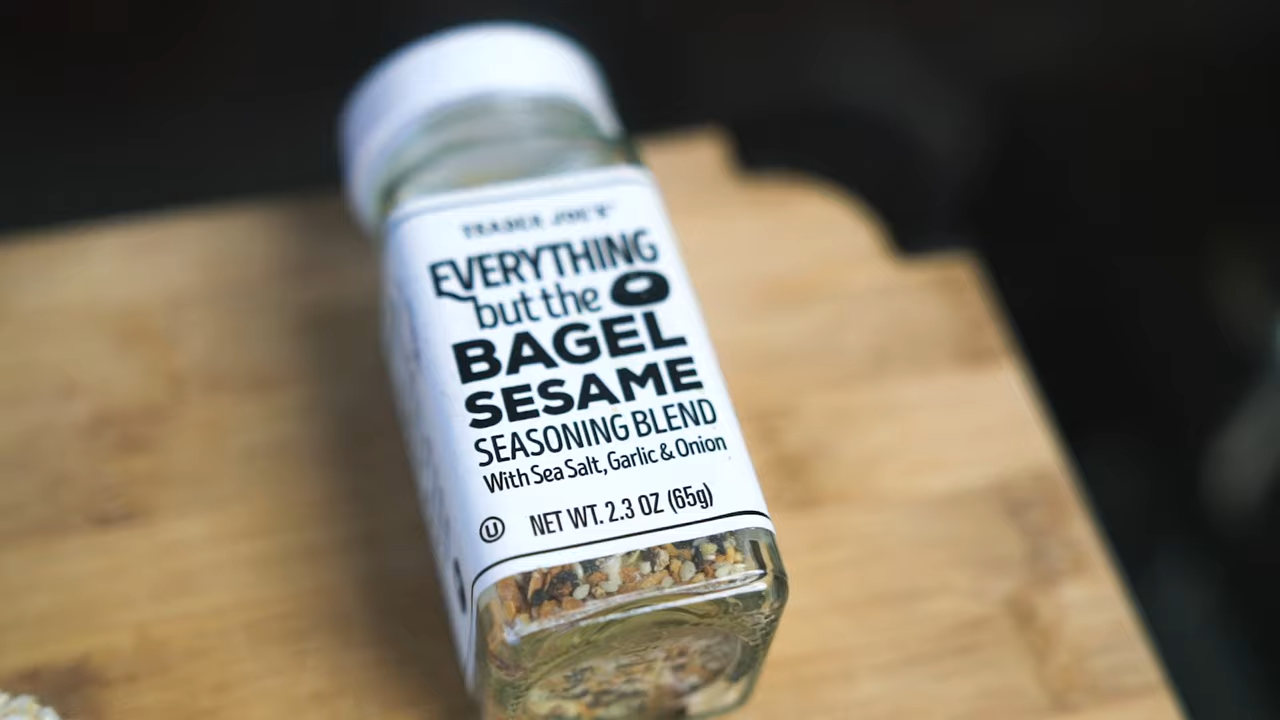 TRADER JOE'S
EVERYTHING
but the
BAGEL
SESAME
SEASONING BLEND
With Sea Salt, Garlic & Onion
U NET WT. 2.3 OZ (65g)